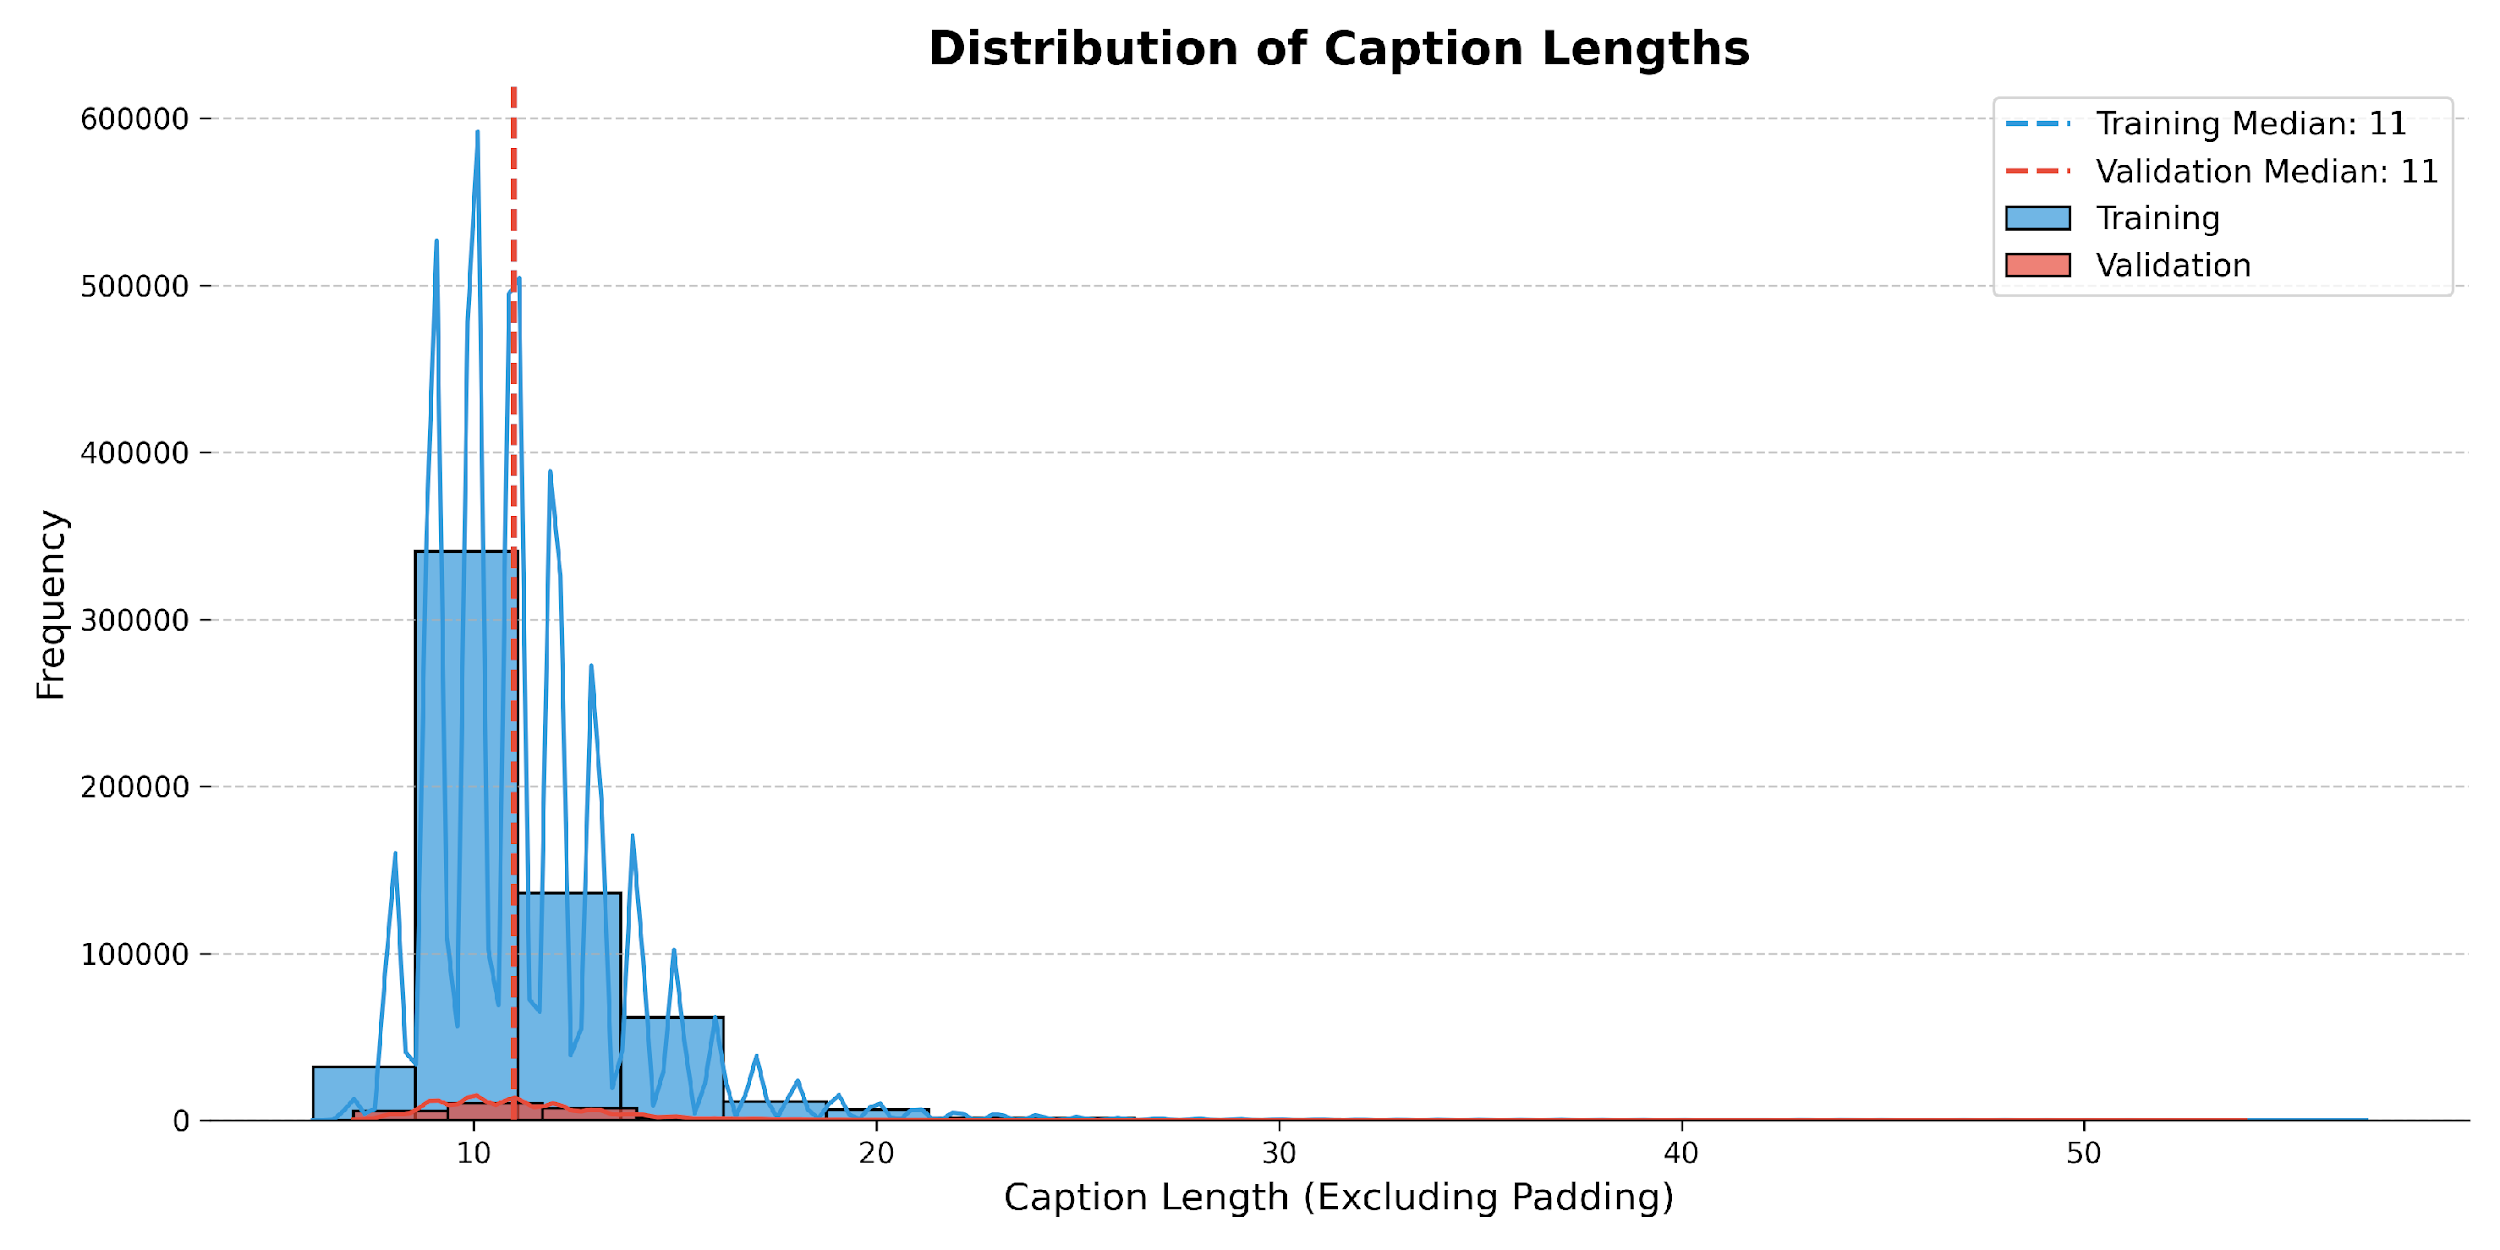 Distribution of Caption Lengths
Training Median: 11
Validation Median: 11
Training
Validation
Frequency
600000
500000
400000
300000
200000
100000
0
10 20 30 40 50
Caption Length (Excluding Padding)